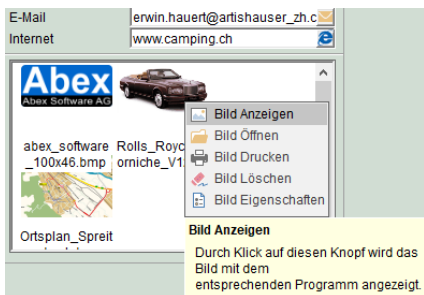 E-Mail erwin.hauert@artishauser_zh.c
Internet www.camping.ch
Abex
Abex Software AG
abex_software
_100x46.bmp
Rolls_Royc
orniche_V1
Bild Anzeigen
Bild Öffnen
Bild Drucken
Bild Löschen
Bild Eigenschaften
Ortsplan_Spreit
Bild Anzeigen
Durch Klick auf diesen Knopf wird das
Bild mit dem
entsprechenden Programm angezeigt.